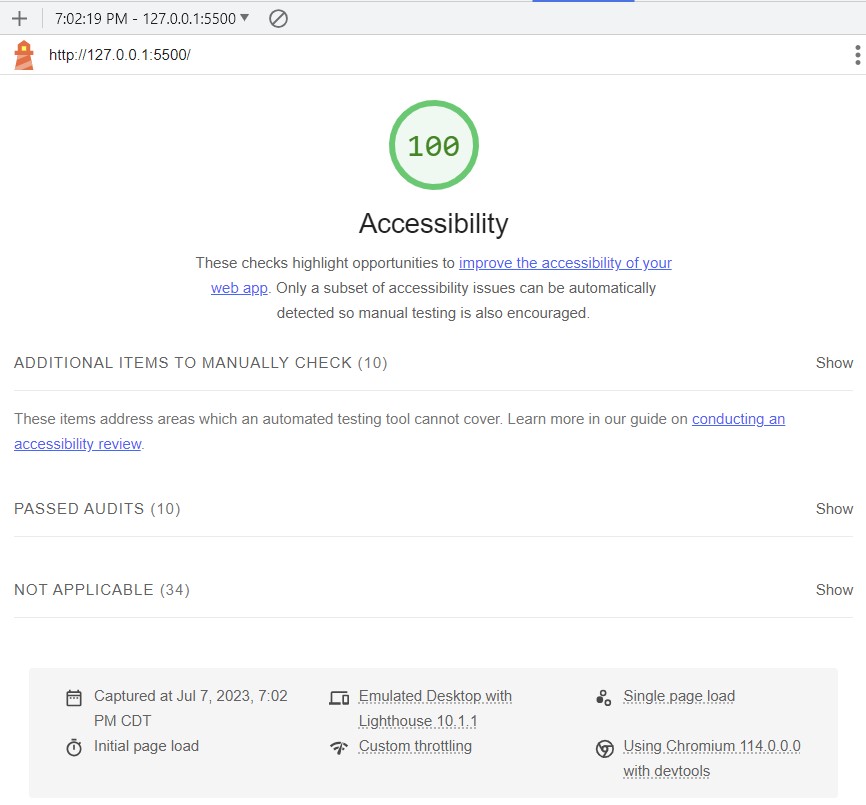 7:02:19 PM - 127.0.0.1:5500
http://127.0.0.1:5500/
100
Accessibility
These checks highlight opportunities to improve the accessibility of your
web app. Only a subset of accessibility issues can be automatically
detected so manual testing is also encouraged.
ADDITIONAL ITEMS TO MANUALLY CHECK (10)
Show
These items address areas which an automated testing tool cannot cover. Learn more in our guide on conducting an
accessibility review.
PASSED AUDITS (10)
Show
NOT APPLICABLE (34)
Show
Captured at Jul 7, 2023, 7:02
PM CDT
Emulated Desktop with
Lighthouse 10.1.1
Single page load
Initial page load
Custom throttling
Using Chromium 114.0.0.0
with devtools